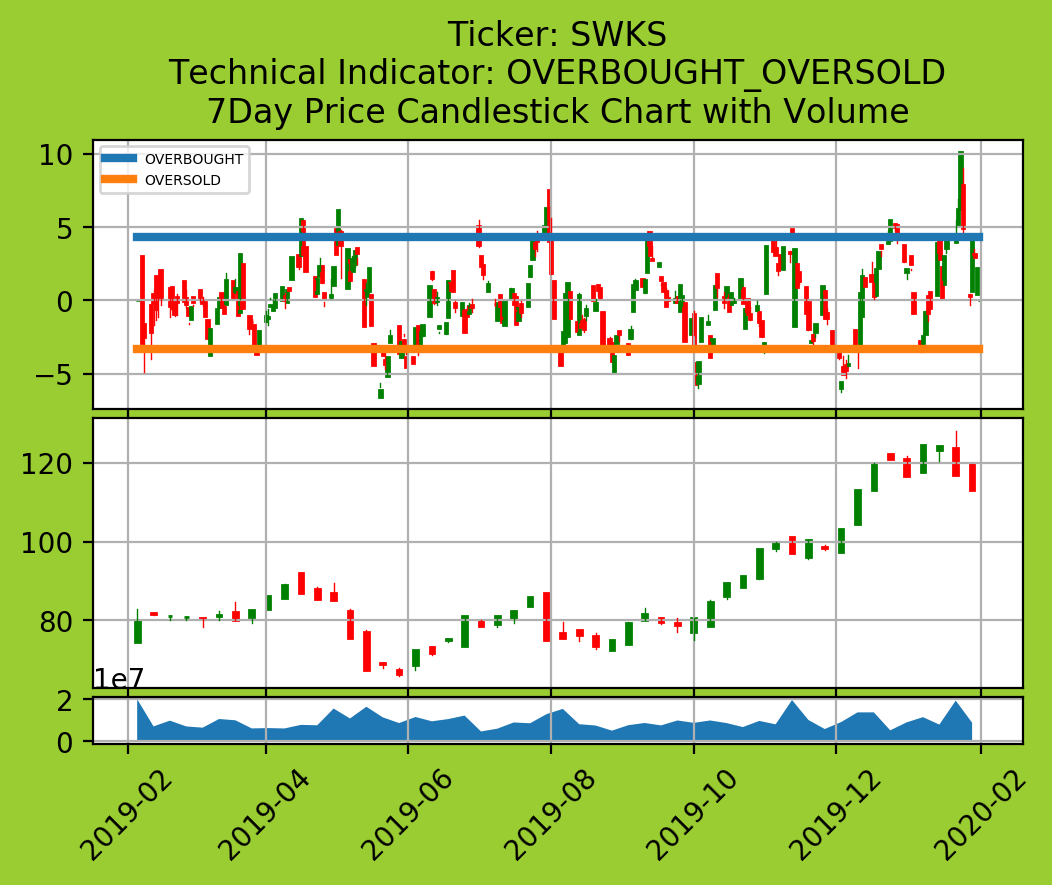 Ticker: SWKS
Technical Indicator: OVERBOUGHT_OVERSOLD
7Day Price Candlestick Chart with Volume
OVERBOUGHT
OVERSOLD
10
5
0
−5
120
100
80
1e7
2
0
2019-02
2019-04
2019-06
2019-08
2019-10
2019-12
2020-02